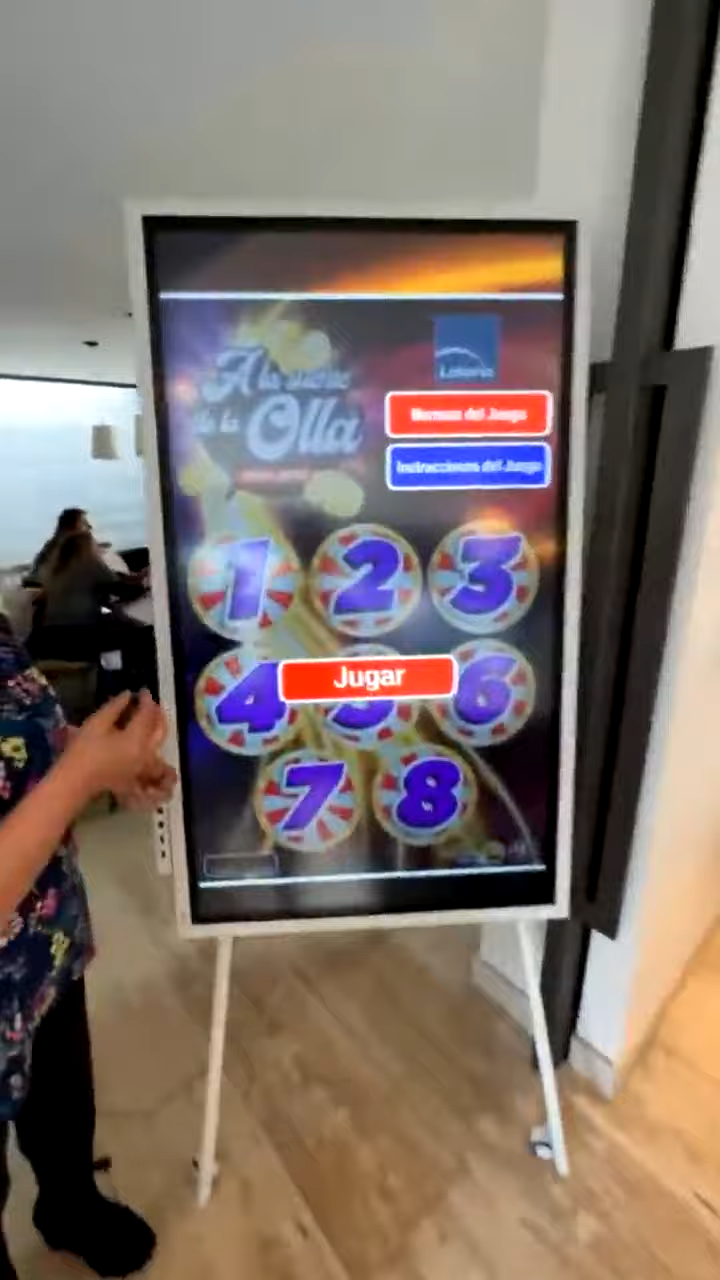 A la suerte
de la Olla
Lotería
Normas del Juego
Instrucciones del Juego
1 2 3
4 Jugar 5 6
7 8